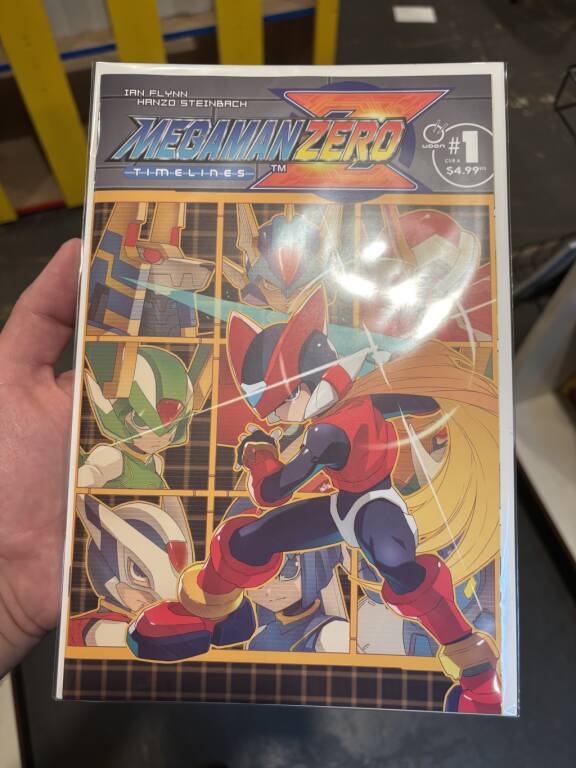 IAN FLYNN
HANZO STEINBACH
MEGAMAN ZERO
TM
TIMELINES
UDON
#1
CVR A
$4.99